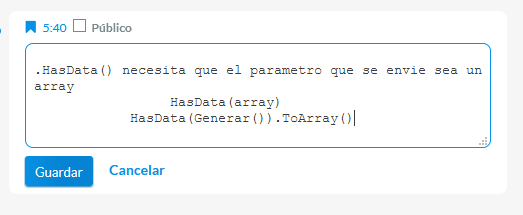 5:40 Público
.HasData() necesita que el parametro que se envie sea un
array
HasData(array)
HasData(Generar()).ToArray()
Guardar Cancelar